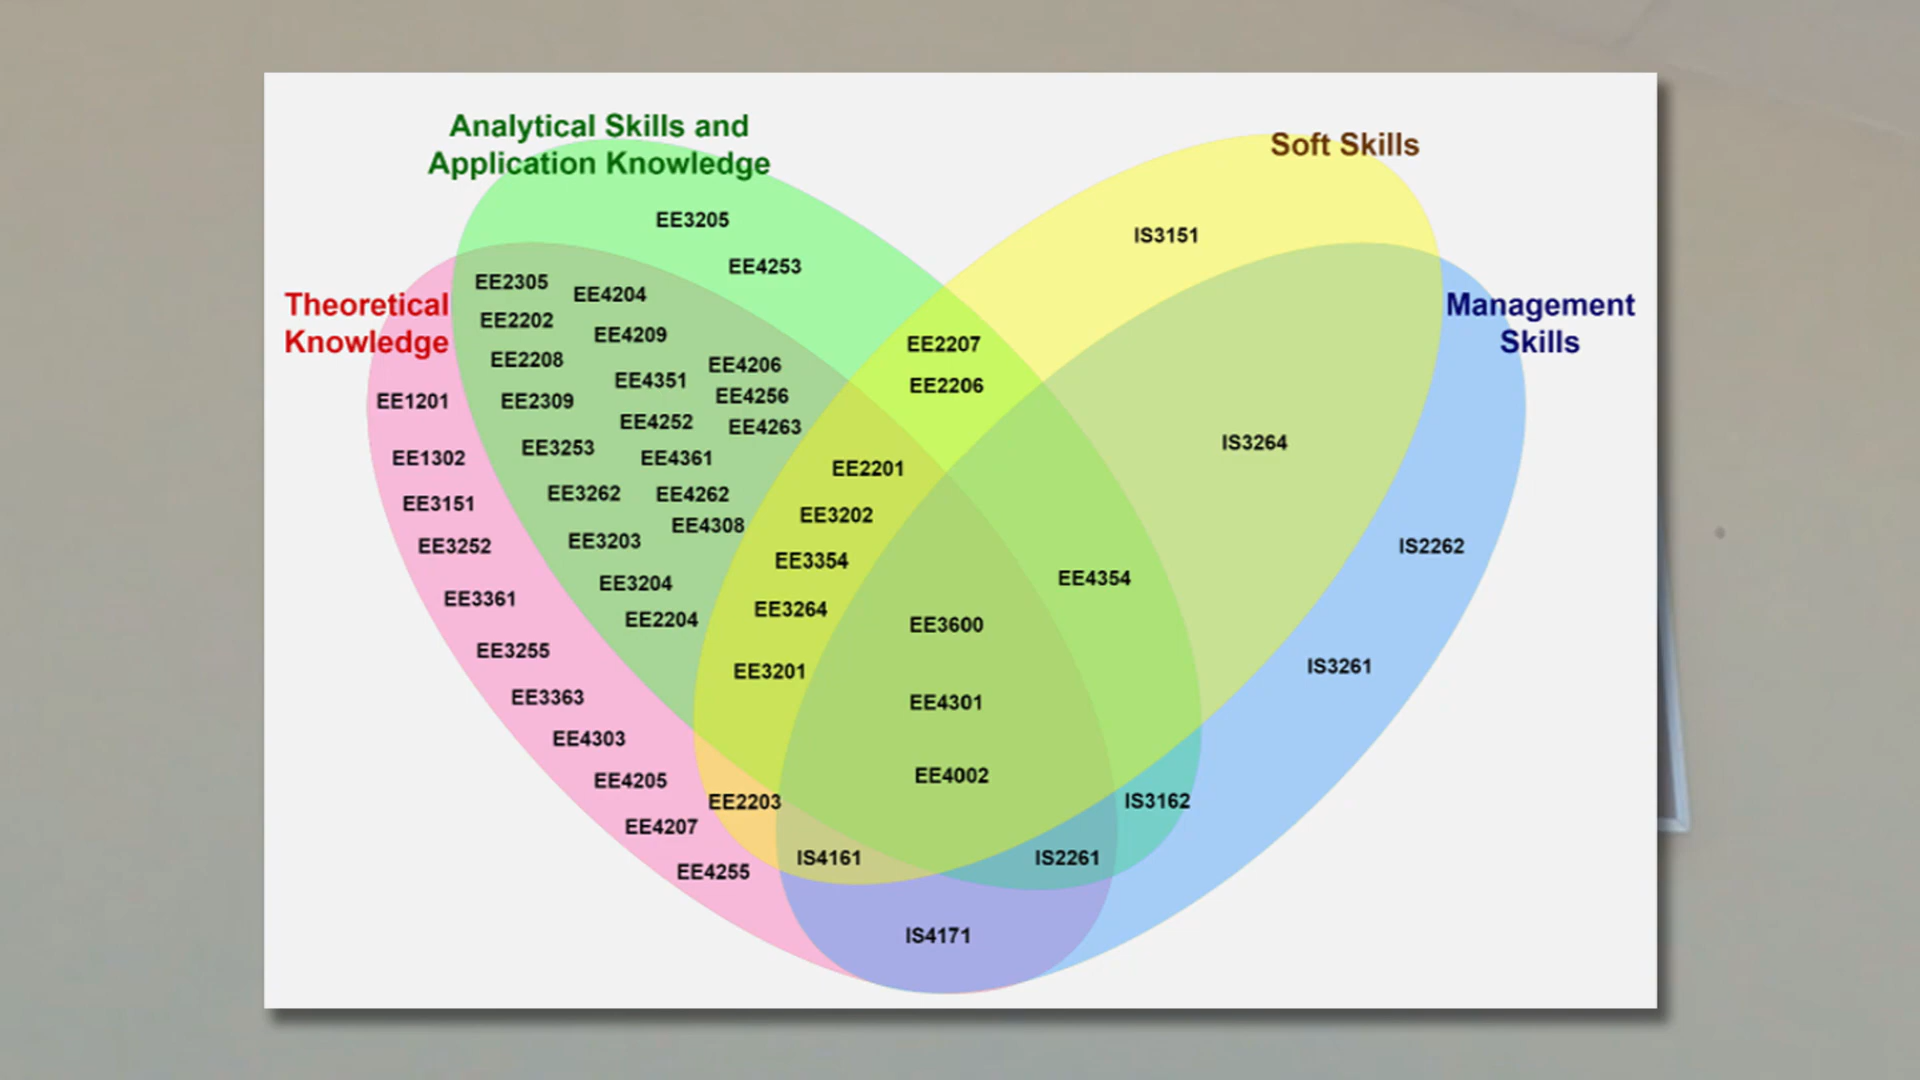 Analytical Skills and
Application Knowledge
Soft Skills
Theoretical
Knowledge
Management
Skills
EE3205
EE4253
IS3151
EE2305
EE4204
EE2202
EE4209
EE2208
EE4206
EE4351
EE1201
EE2309
EE4256
EE4252
EE4263
EE3253
EE1302
EE4361
EE3262
EE4262
EE3151
EE4308
EE3203
EE3252
EE3204
EE3361
EE2204
EE3255
EE3363
EE4303
EE4205
EE4207
EE4255
EE2207
EE2206
EE2201
EE3202
EE3354
EE3264
EE3201
EE3600
EE4301
EE4002
EE4354
IS3264
IS2262
IS3261
EE2203
IS3162
IS4161
IS2261
IS4171